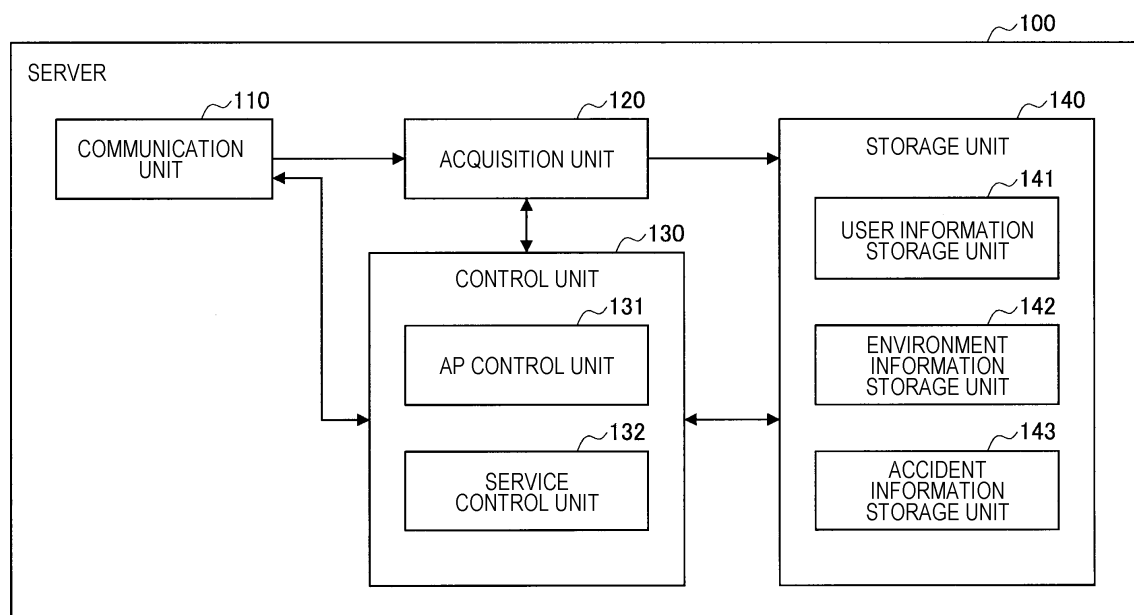 100
SERVER
110
COMMUNICATION
UNIT
120
ACQUISITION UNIT
140
STORAGE UNIT
141
USER INFORMATION
STORAGE UNIT
130
CONTROL UNIT
131
AP CONTROL UNIT
142
ENVIRONMENT
INFORMATION
STORAGE UNIT
132
SERVICE
CONTROL UNIT
143
ACCIDENT
INFORMATION
STORAGE UNIT